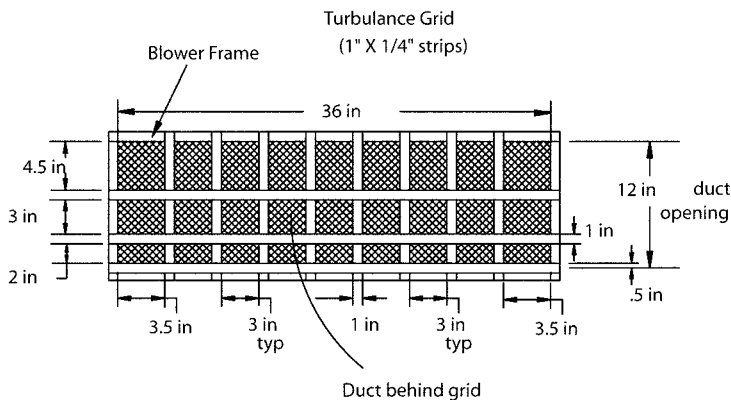 Turbulance Grid
(1" X 1/4" strips)
Blower Frame
36 in
4.5 in
12 in
duct
opening
3 in
1 in
2 in
.5 in
3.5 in
3 in
typ
1 in
3 in
typ
3.5 in
Duct behind grid